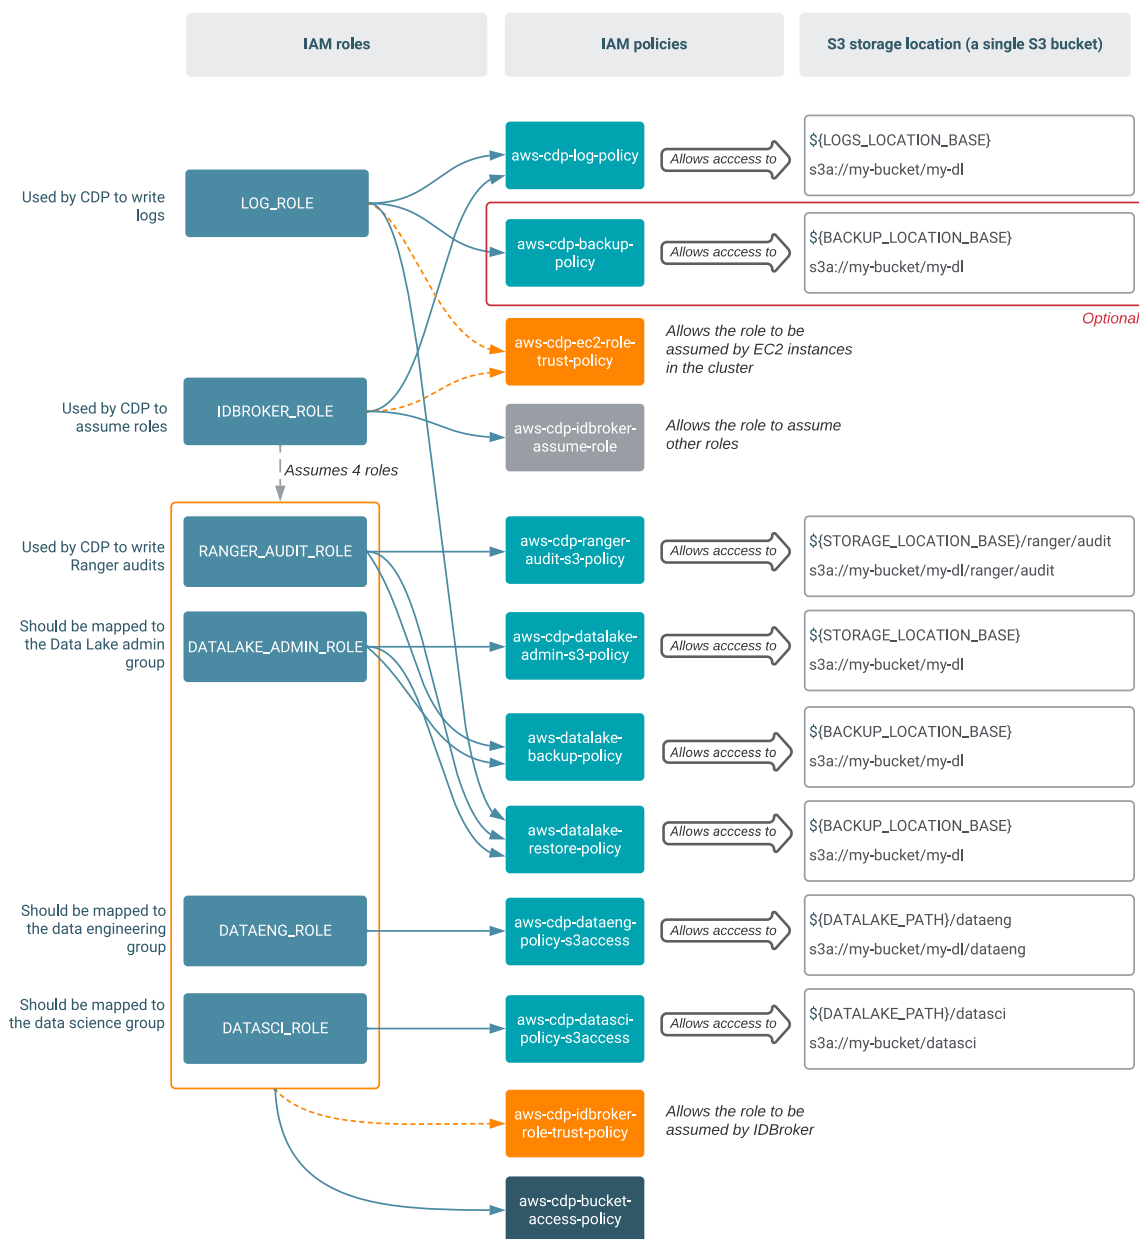 IAM roles
IAM policies
S3 storage location (a single S3 bucket)
Used by CDP to write
logs
LOG_ROLE
aws-cdp-log-policy
Allows acccess to
${LOGS_LOCATION_BASE}
s3a://my-bucket/my-dl
aws-cdp-backup-
policy
Allows acccess to
${BACKUP_LOCATION_BASE}
s3a://my-bucket/my-dl
Optional
aws-cdp-ec2-role-
trust-policy
Allows the role to be
assumed by EC2 instances
in the cluster
Used by CDP to
assume roles
IDBROKER_ROLE
aws-cdp-idbroker-
assume-role
Allows the role to assume
other roles
Assumes 4 roles
Used by CDP to write
Ranger audits
RANGER_AUDIT_ROLE
aws-cdp-ranger-
audit-s3-policy
Allows acccess to
${STORAGE_LOCATION_BASE}/ranger/audit
s3a://my-bucket/my-dl/ranger/audit
Should be mapped to
the Data Lake admin
group
DATALAKE_ADMIN_ROLE
aws-cdp-datalake-
admin-s3-policy
Allows acccess to
${STORAGE_LOCATION_BASE}
s3a://my-bucket/my-dl
aws-datalake-
backup-policy
Allows acccess to
${BACKUP_LOCATION_BASE}
s3a://my-bucket/my-dl
aws-datalake-
restore-policy
Allows acccess to
${BACKUP_LOCATION_BASE}
s3a://my-bucket/my-dl
Should be mapped to
the data engineering
group
DATAENG_ROLE
aws-cdp-dataeng-
policy-s3access
Allows acccess to
${DATALAKE_PATH}/dataeng
s3a://my-bucket/my-dl/dataeng
Should be mapped to
the data science group
DATASCI_ROLE
aws-cdp-datasci-
policy-s3access
Allows acccess to
${DATALAKE_PATH}/datasci
s3a://my-bucket/datasci
aws-cdp-idbroker-
role-trust-policy
Allows the role to be
assumed by IDBroker
aws-cdp-bucket-
access-policy